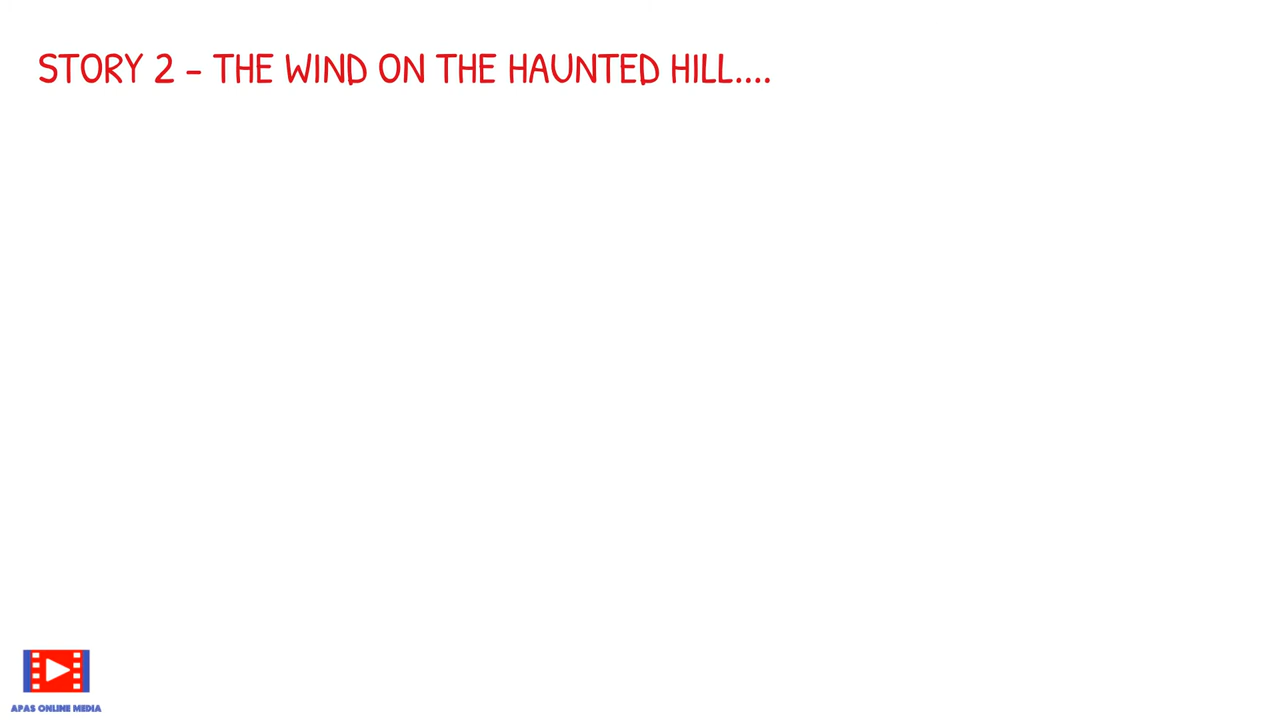 STORY 2 - THE WIND ON THE HAUNTED HILL....
APAS ONLINE MEDIA